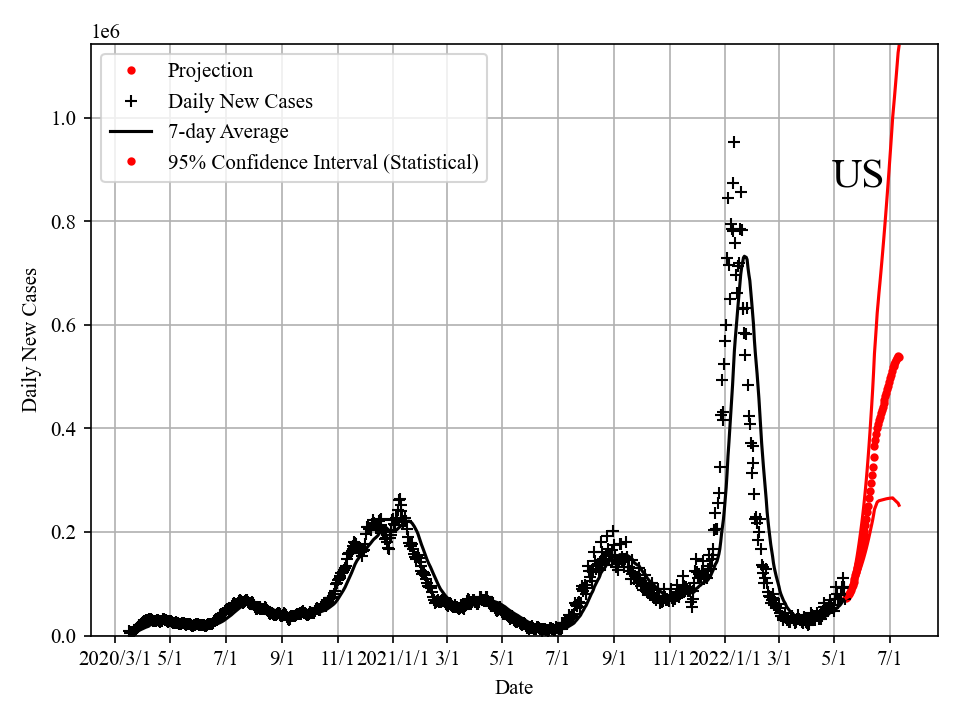 1e6
Projection
Daily New Cases
7-day Average
95% Confidence Interval (Statistical)
US
1.0
0.8
0.6
0.4
0.2
0.0
Daily New Cases
2020/3/1 5/1 7/1 9/1 11/1 2021/1/1 3/1 5/1 7/1 9/1 11/1 2022/1/1 3/1 5/1 7/1
Date